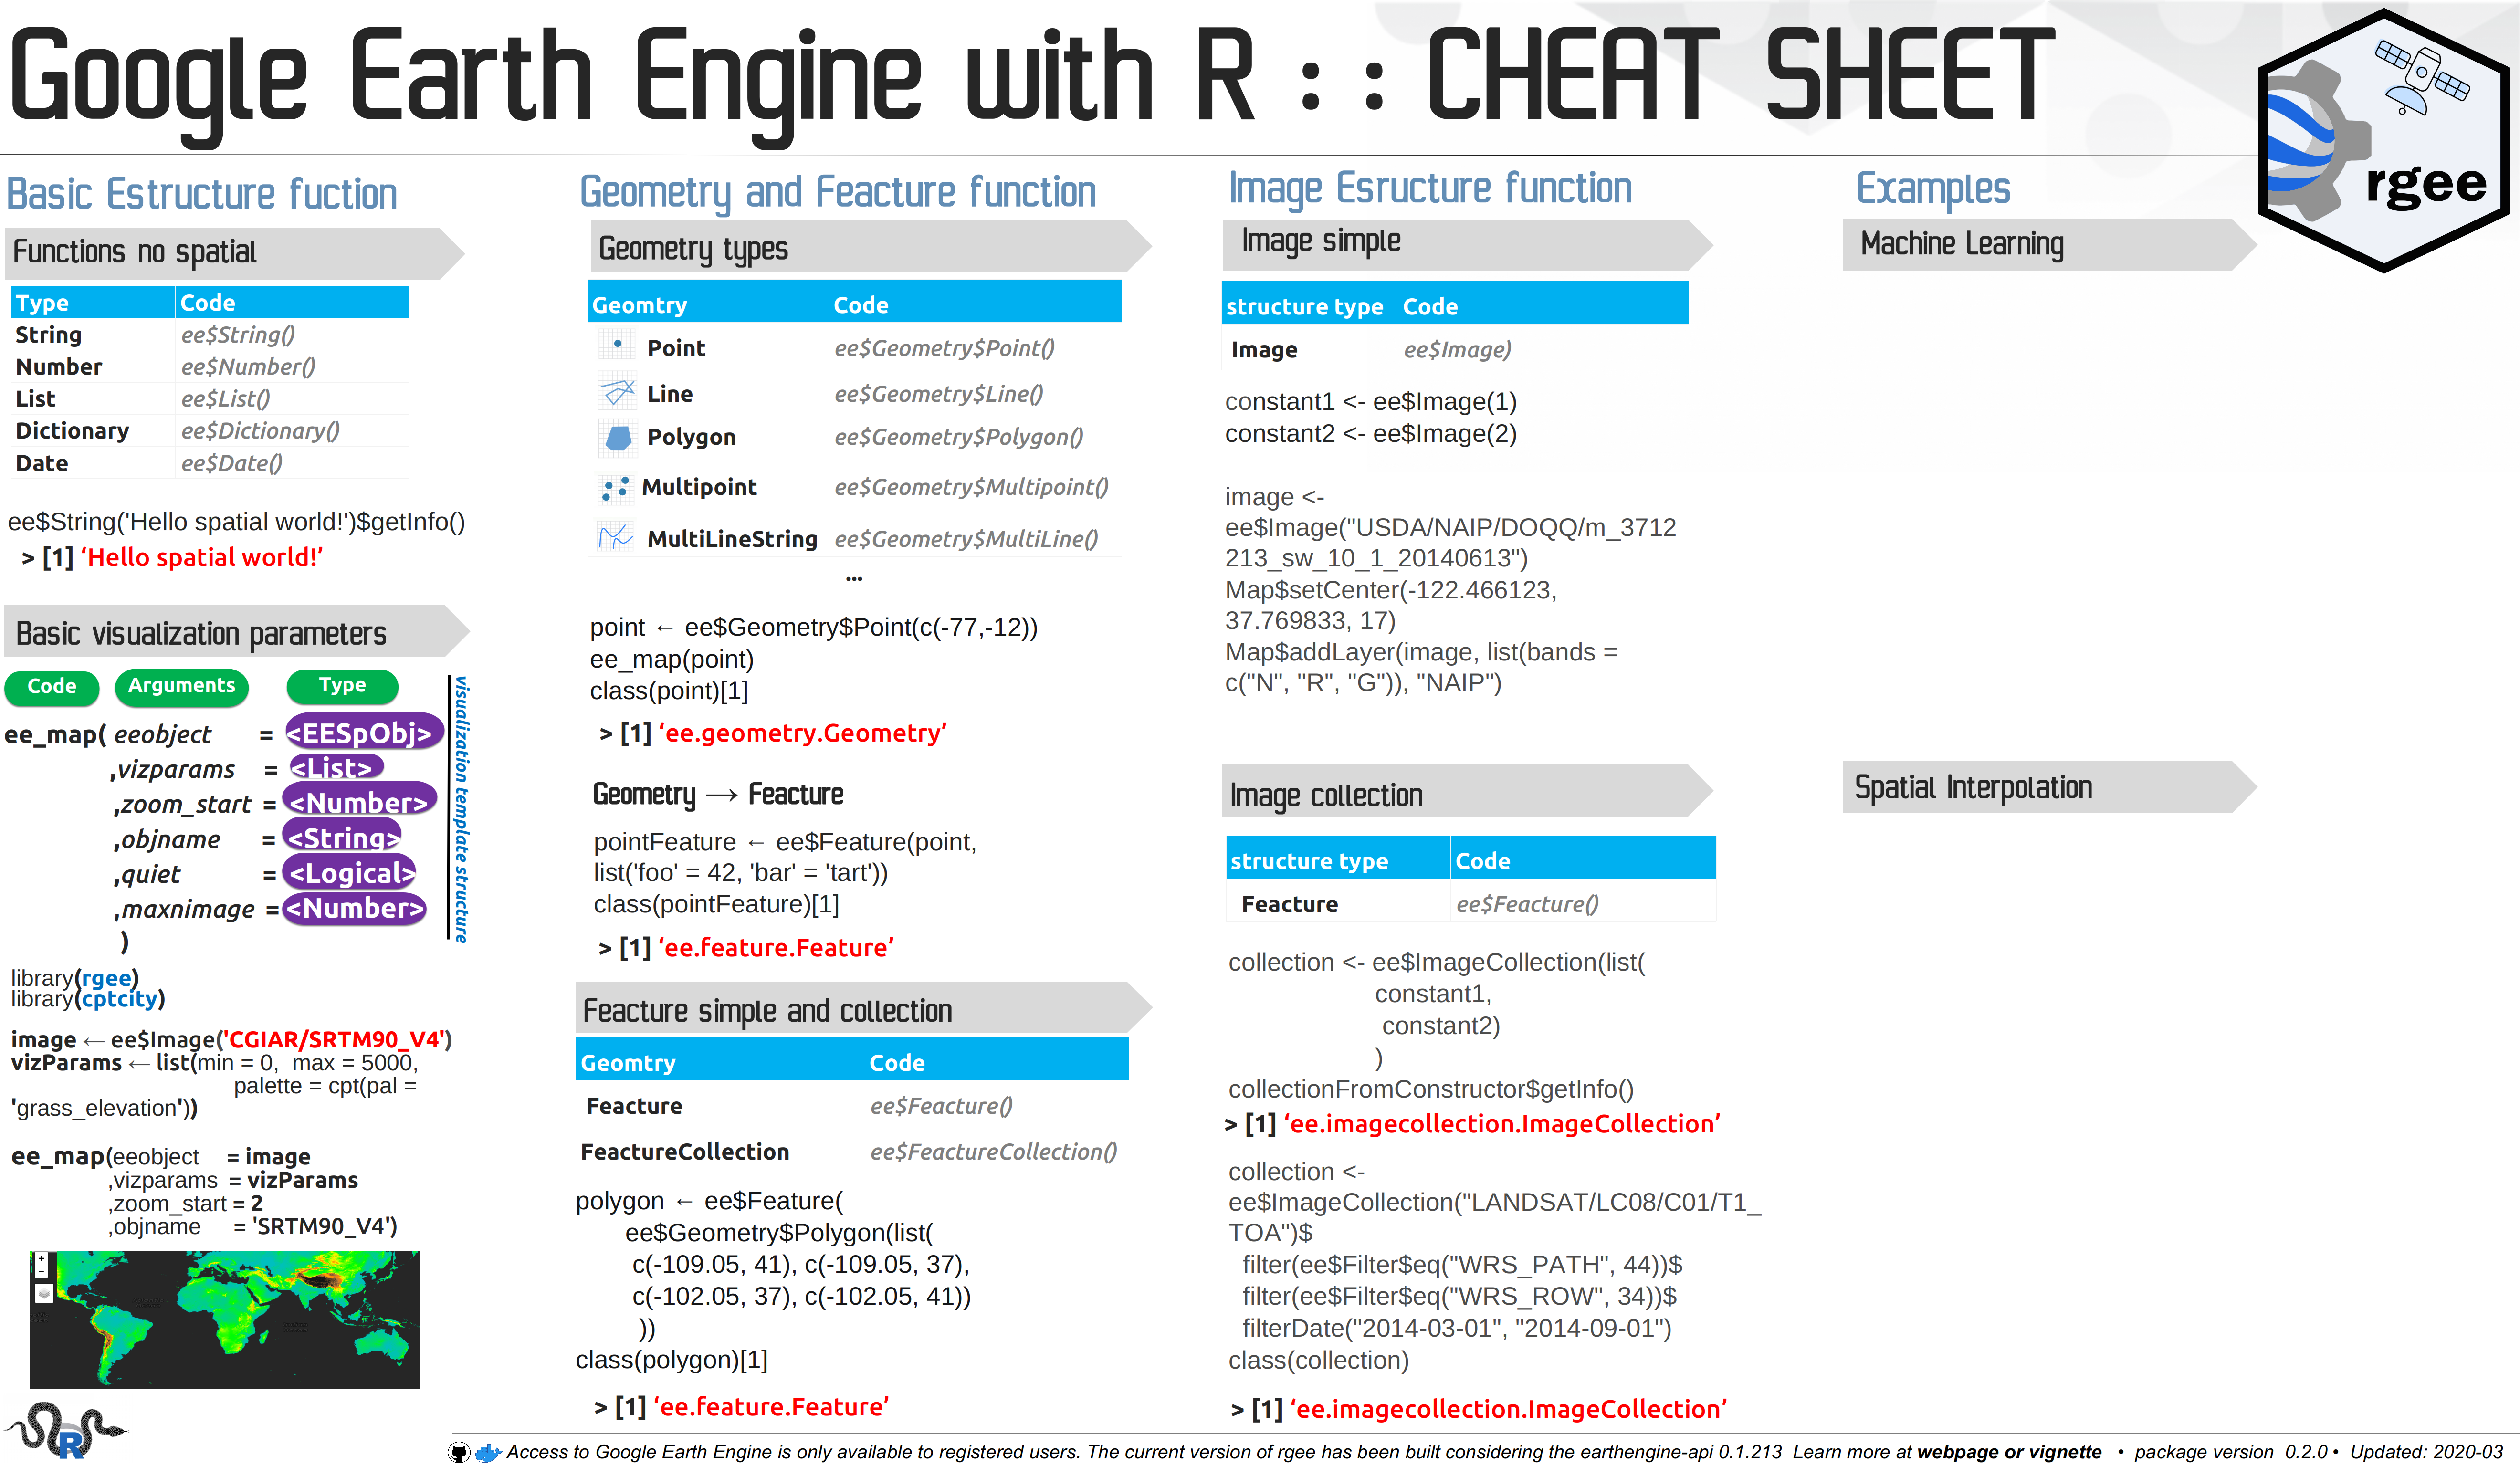 Google Earth Engine with R : : CHEAT SHEET
rgee
Basic Estructure fuction
Functions no spatial
Type Code
String ee$String()
Number ee$Number()
List ee$List()
Dictionary ee$Dictionary()
Date ee$Date()
ee$String('Hello spatial world!')$getInfo()
> [1] ‘Hello spatial world!’
Basic visualization parameters
Code Arguments Type
ee_map( eeobject = <EESpObj>
,vizparams = <List>
,zoom_start = <Number>
,objname = <String>
,quiet = <Logical>
,maxnimage = <Number>
)
visualization template structure
library(rgee)
library(cptcity)
image ← ee$Image('CGIAR/SRTM90_V4')
vizParams ← list(min = 0, max = 5000,
palette = cpt(pal =
'grass_elevation'))
ee_map(eeobject = image
,vizparams = vizParams
,zoom_start = 2
,objname = 'SRTM90_V4')
+
-
R
Geometry and Feacture function
Geometry types
Geomtry Code
Point ee$Geometry$Point()
Line ee$Geometry$Line()
Polygon ee$Geometry$Polygon()
Multipoint ee$Geometry$Multipoint()
MultiLineString ee$Geometry$MultiLine()
...
point ← ee$Geometry$Point(c(-77,-12))
ee_map(point)
class(point)[1]
> [1] ‘ee.geometry.Geometry’
Geometry → Feacture
pointFeature ← ee$Feature(point,
list('foo' = 42, 'bar' = 'tart'))
class(pointFeature)[1]
> [1] ‘ee.feature.Feature’
Feacture simple and collection
Geomtry Code
Feacture ee$Feacture()
FeactureCollection ee$FeactureCollection()
polygon ← ee$Feature(
ee$Geometry$Polygon(list(
c(-109.05, 41), c(-109.05, 37),
c(-102.05, 37), c(-102.05, 41))
))
class(polygon)[1]
> [1] ‘ee.feature.Feature’
Image Esructure function
Image simple
structure type Code
Image ee$Image)
constant1 <- ee$Image(1)
constant2 <- ee$Image(2)
image <-
ee$Image("USDA/NAIP/DOQQ/m_3712
213_sw_10_1_20140613")
Map$setCenter(-122.466123,
37.769833, 17)
Map$addLayer(image, list(bands =
c("N", "R", "G")), "NAIP")
Image collection
structure type Code
Feacture ee$Feacture()
collection <- ee$ImageCollection(list(
constant1,
constant2)
)
collectionFromConstructor$getInfo()
> [1] ‘ee.imagecollection.ImageCollection’
collection <-
ee$ImageCollection("LANDSAT/LC08/C01/T1_
TOA")$
filter(ee$Filter$eq("WRS_PATH", 44))$
filter(ee$Filter$eq("WRS_ROW", 34))$
filterDate("2014-03-01", "2014-09-01")
class(collection)
> [1] ‘ee.imagecollection.ImageCollection’
Examples
Machine Learning
Spatial Interpolation
Access to Google Earth Engine is only available to registered users. The current version of rgee has been built considering the earthengine-api 0.1.213 Learn more at webpage or vignette • package version 0.2.0 • Updated: 2020-03